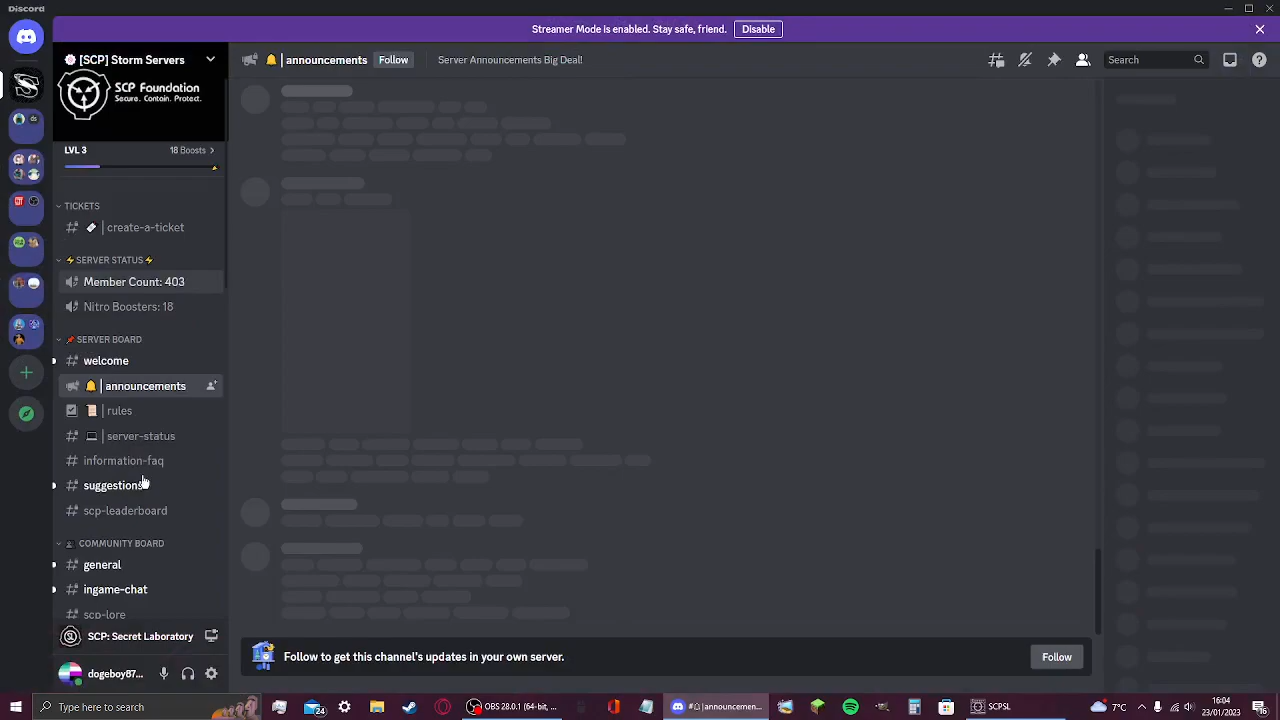 Discord
Streamer Mode is enabled. Stay safe, friend.
Disable
[SCP] Storm Servers
announcements
Follow
Server Announcements Big Deal!
Search
SCP Foundation
Secure. Contain. Protect.
LVL 3
18 Boosts
TICKETS
create-a-ticket
SERVER STATUS
Member Count: 403
Nitro Boosters: 18
SERVER BOARD
welcome
announcements
rules
server-status
information-faq
suggestions
scp-leaderboard
COMMUNITY BOARD
general
ingame-chat
scp-lore
SCP: Secret Laboratory
Follow to get this channel's updates in your own server.
Follow
dogeboy67...
Type here to search
24
OBS 28.0.1 (64-bit, ...
#🔔|announcemen...
SCPSL
7°C
16:04
23/01/2023